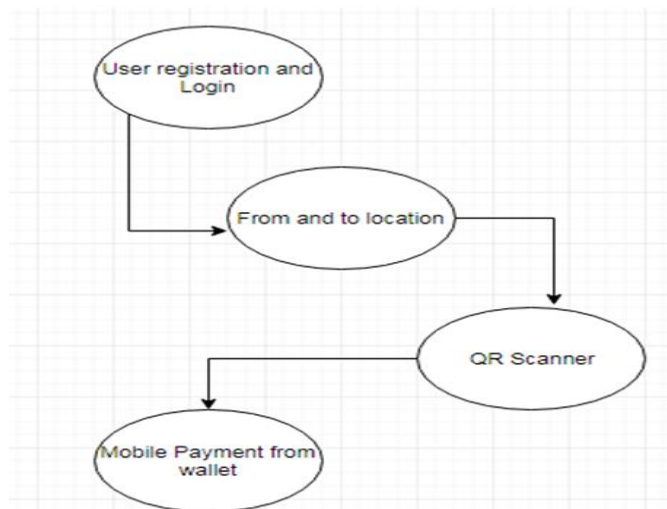 User registration and
Login
From and to location
QR Scanner
Mobile Payment from
wallet